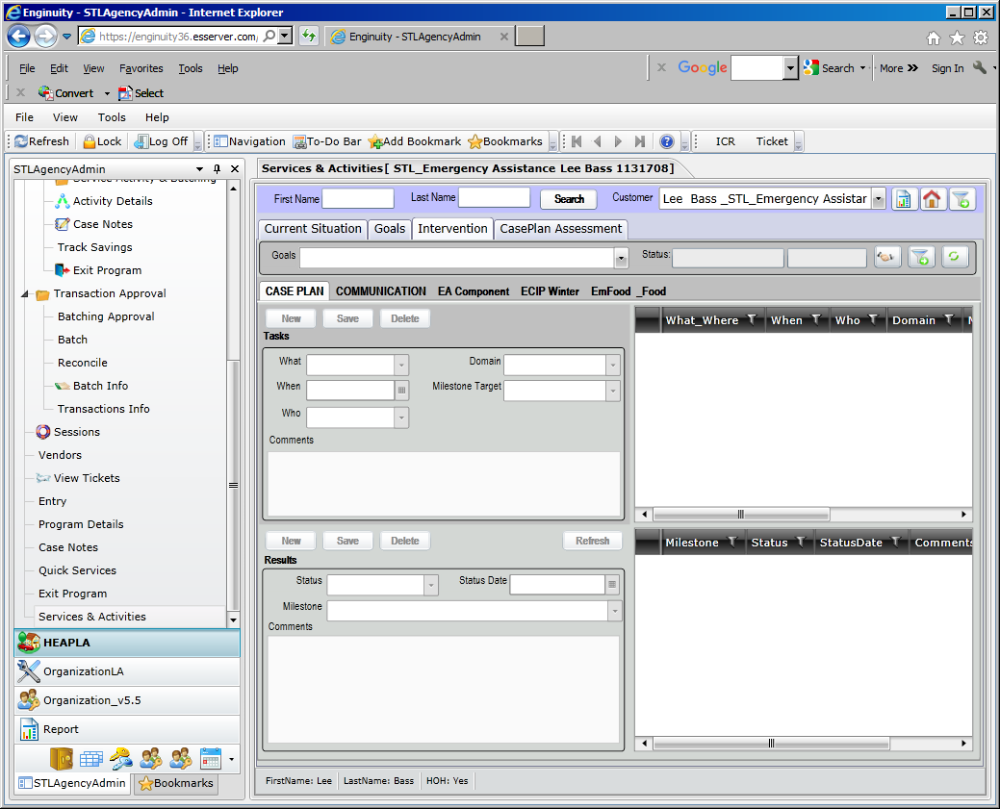 Enginuity - STLAgencyAdmin - Internet Explorer
https://enginuity36.esserver.com/ Enginuity - STLAgencyAdmin
File Edit View Favorites Tools Help
Google Search More Sign In
Convert Select
File View Tools Help
Refresh Lock Log Off Navigation To-Do Bar Add Bookmark Bookmarks ICR Ticket
STLAgencyAdmin
Service Activity & Batching
Activity Details
Case Notes
Track Savings
Exit Program
Transaction Approval
Batching Approval
Batch
Reconcile
Batch Info
Transactions Info
Sessions
Vendors
View Tickets
Entry
Program Details
Case Notes
Quick Services
Exit Program
Services & Activities
HEAPLA
OrganizationLA
Organization_v5.5
Report
STLAgencyAdmin Bookmarks
Services & Activities[ STL_Emergency Assistance Lee Bass 1131708]
First Name Last Name Search Customer Lee Bass _STL_Emergency Assistar
Current Situation Goals Intervention CasePlan Assessment
Goals Status:
CASE PLAN COMMUNICATION EA Component ECIP Winter EmFood _Food
New Save Delete
Tasks
What Domain
When Milestone Target
Who
Comments
What_Where When Who Domain
New Save Delete Refresh
Results
Status Status Date
Milestone
Comments
Milestone Status StatusDate Comments
FirstName: Lee LastName: Bass HOH: Yes